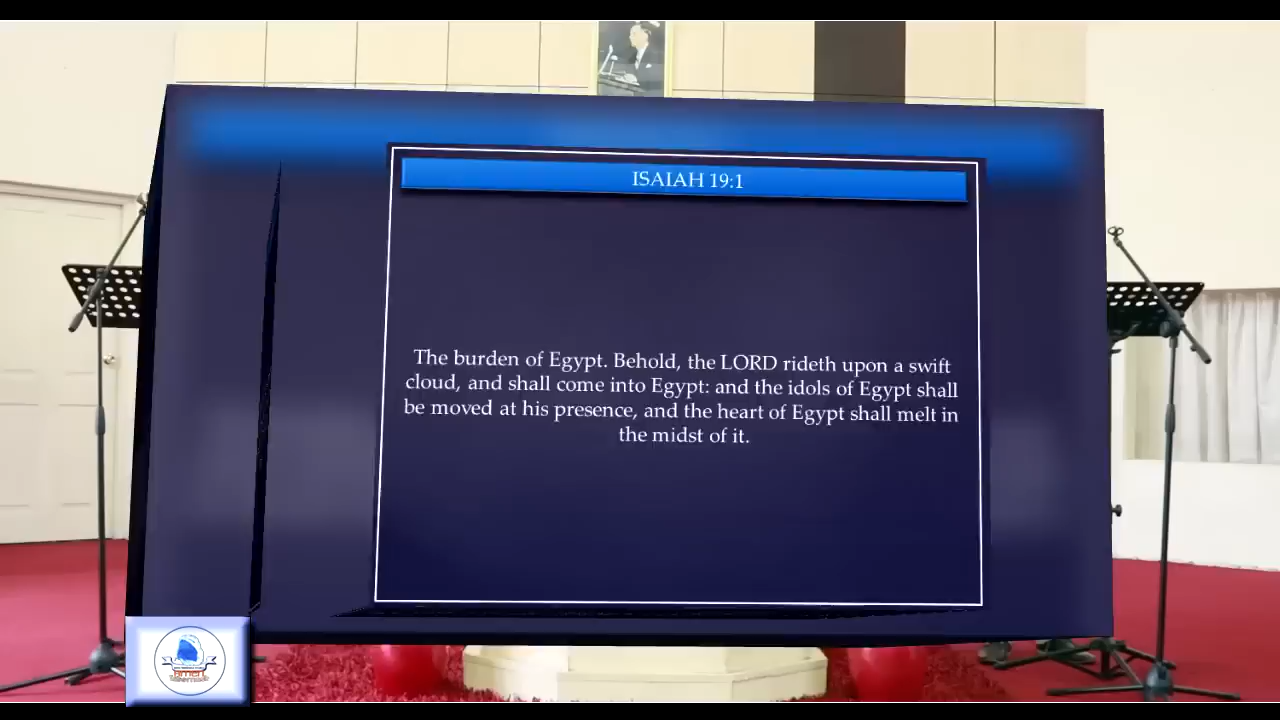 ISAIAH 19:1
The burden of Egypt. Behold, the LORD rideth upon a swift
cloud, and shall come into Egypt: and the idols of Egypt shall
be moved at his presence, and the heart of Egypt shall melt in
the midst of it.